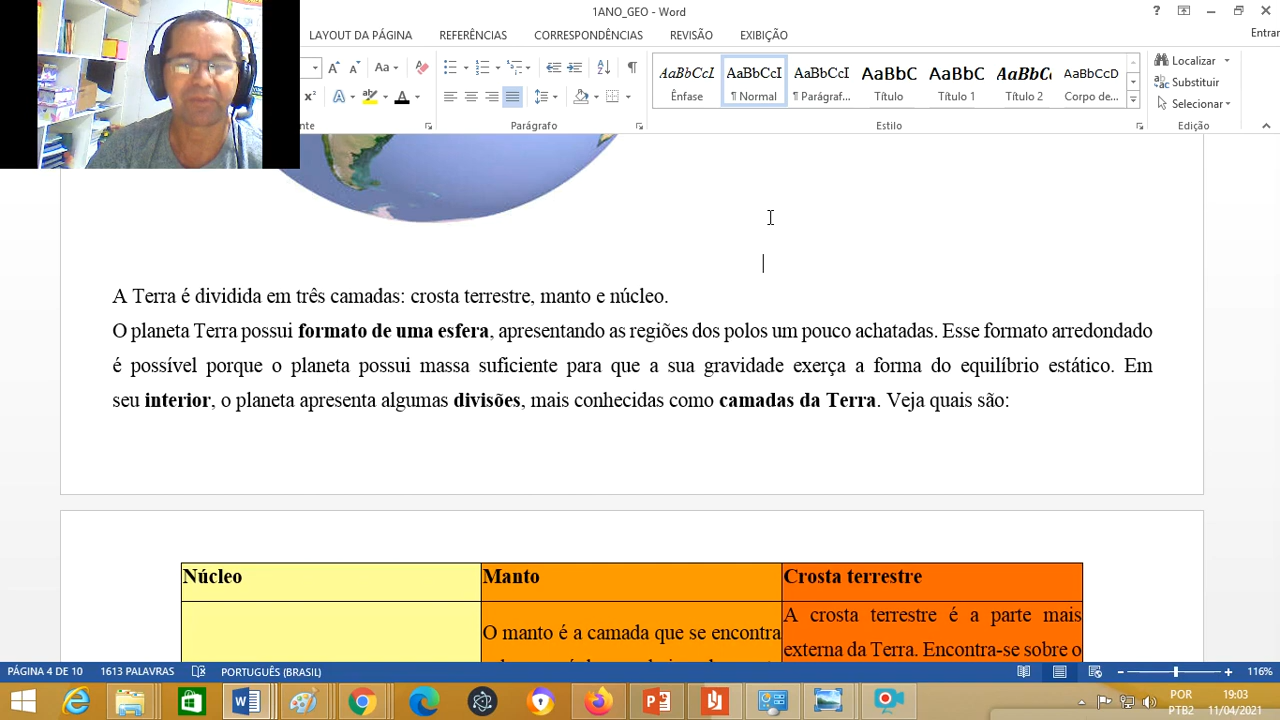 1ANO_GEO - Word
LAYOUT DA PÁGINA REFERÊNCIAS CORRESPONDÊNCIAS REVISÃO EXIBIÇÃO Entrar
Aa
AaBbCcI AaBbCcI AaBbCcI AaBbC AaBbC AaBbC AaBbCcD
Ênfase ¶ Normal ¶ Parágraf... Título Título 1 Título 2 Corpo de...
Localizar
Substituir
Selecionar
nte Parágrafo Estilo Edição
A Terra é dividida em três camadas: crosta terrestre, manto e núcleo.
O planeta Terra possui formato de uma esfera, apresentando as regiões dos polos um pouco achatadas. Esse formato arredondado
é possível porque o planeta possui massa suficiente para que a sua gravidade exerça a forma do equilíbrio estático. Em
seu interior, o planeta apresenta algumas divisões, mais conhecidas como camadas da Terra. Veja quais são:
Núcleo Manto Crosta terrestre
A crosta terrestre é a parte mais
O manto é a camada que se encontra
externa da Terra. Encontra-se sobre o
PÁGINA 4 DE 10 1613 PALAVRAS PORTUGUÊS (BRASIL) 116%
POR 19:03
PTB2 11/04/2021